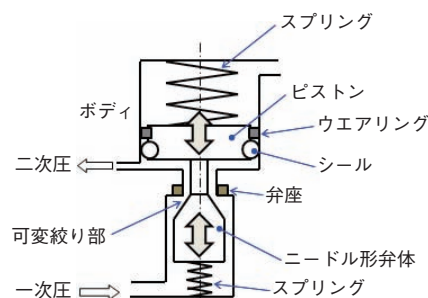 スプリング
ピストン
ボディ
ウエアリング
シール
二次圧
弁座
可変絞り部
ニードル形弁体
一次圧
スプリング